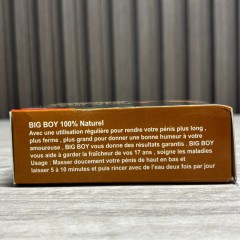 BIG BOY 100% Naturel
Avec une utilisation régulière pour rendre votre pénis plus long ,
plus ferme , plus grand pour donner une bonne humeur à votre
amoureuse , BIG BOY vous donne des résultats garantis . BIG BOY
vous aide à garder la fraîcheur de vos 17 ans , soigne les maladies
Usage : Masser doucement votre pénis de haut en bas et
laisser 5 à 10 minutes et puis rincer avec de l'eau deux fois par jour